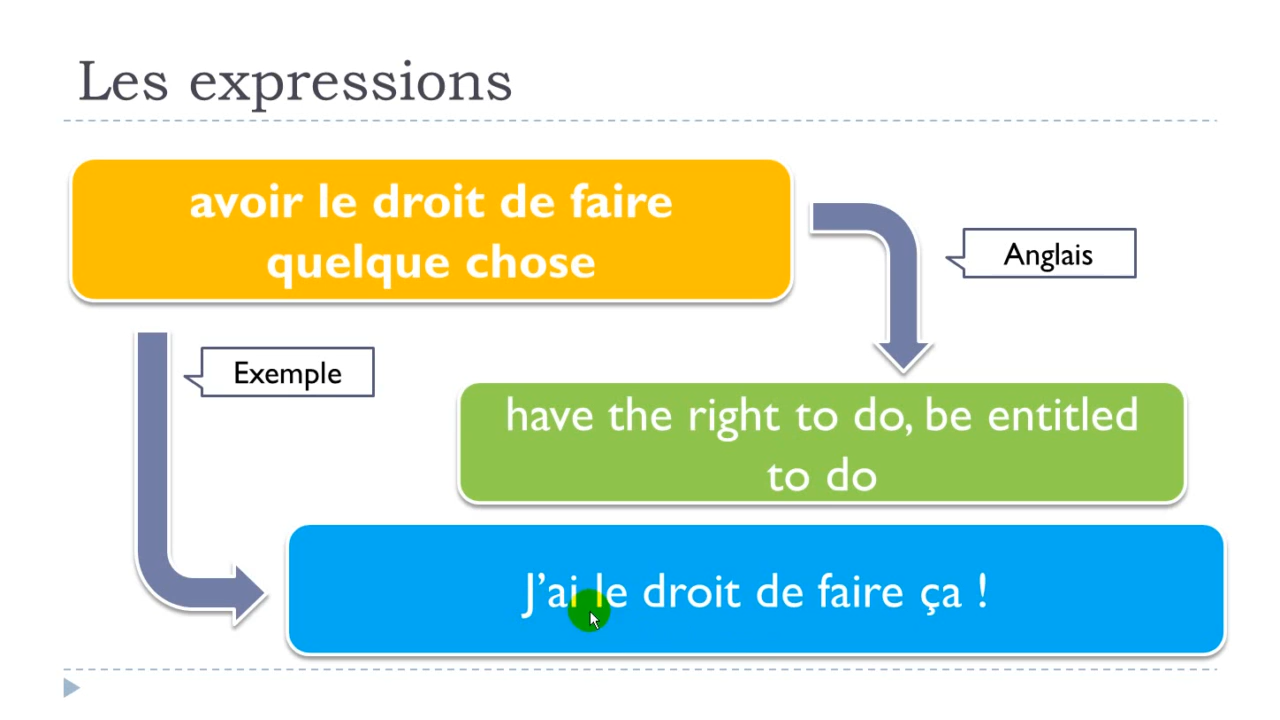 Les expressions
avoir le droit de faire
quelque chose
Anglais
Exemple
have the right to do, be entitled
to do
J'ai le droit de faire ça !